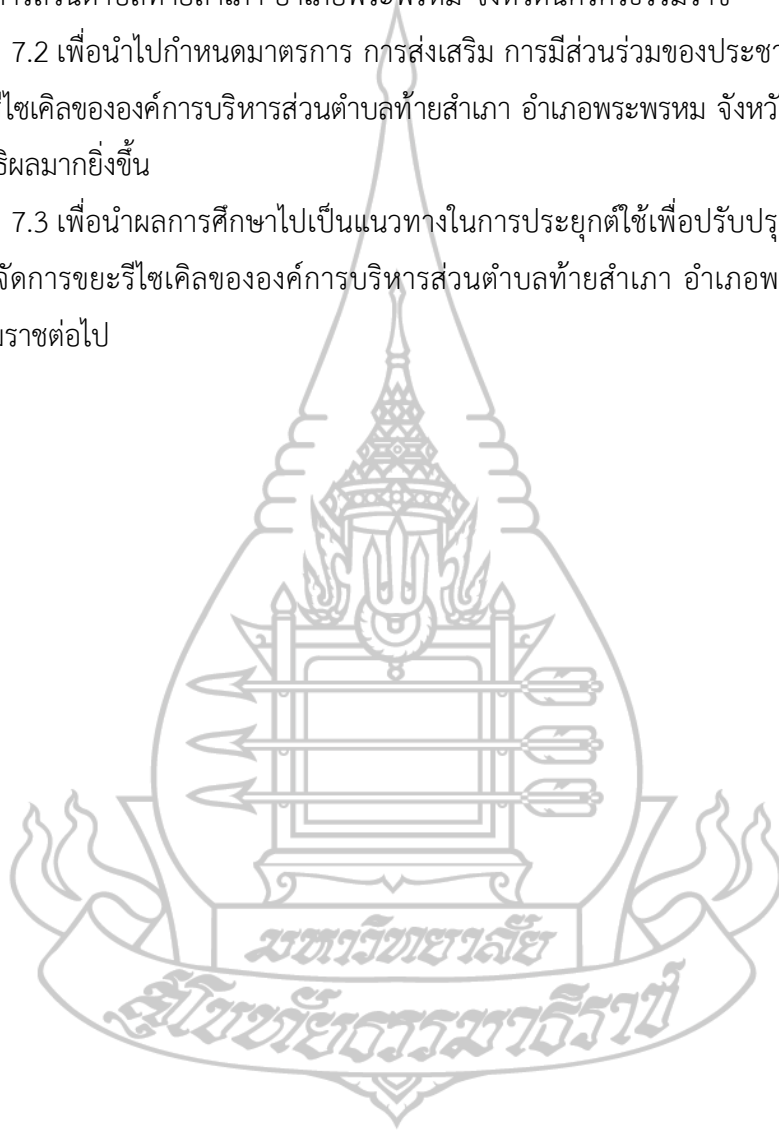 7.2 เพื่อนำไปกำหนดมาตรการ การส่งเสริม การมีส่วนร่วมของประชา
รีไซเคิลขององค์การบริหารส่วนตำบลท้ายสำเภา อำเภอพระพรหม จังหวั
ธิผลมากยิ่งขึ้น
7.3 เพื่อนำผลการศึกษาไปเป็นแนวทางในการประยุกต์ใช้เพื่อปรับปรุ
จัดการขยะรีไซเคิลขององค์การบริหารส่วนตำบลท้ายสำเภา อำเภอพ
มราชต่อไป
มหาวิทยาลัย
สุโขทัยธรรมาธิราช